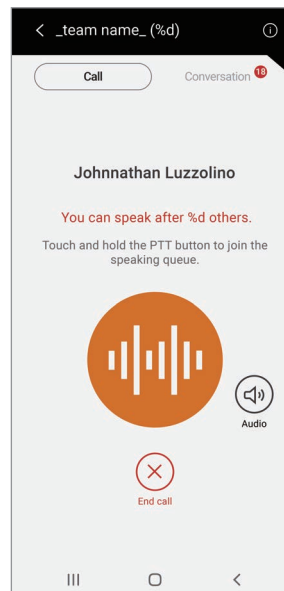 _team name_ (%d)
Call
Conversation 18
Johnnathan Luzzolino
You can speak after %d others.
Touch and hold the PTT button to join the
speaking queue.
Audio
End call